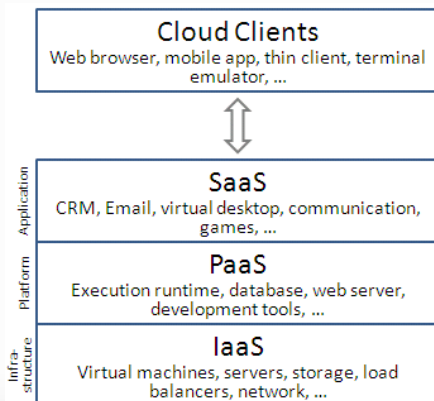 Cloud Clients
Web browser, mobile app, thin client, terminal
emulator, ...
Application
SaaS
CRM, Email, virtual desktop, communication,
games, ...
Platform
PaaS
Execution runtime, database, web server,
development tools, ...
Infra-
structure
IaaS
Virtual machines, servers, storage, load
balancers, network, ...